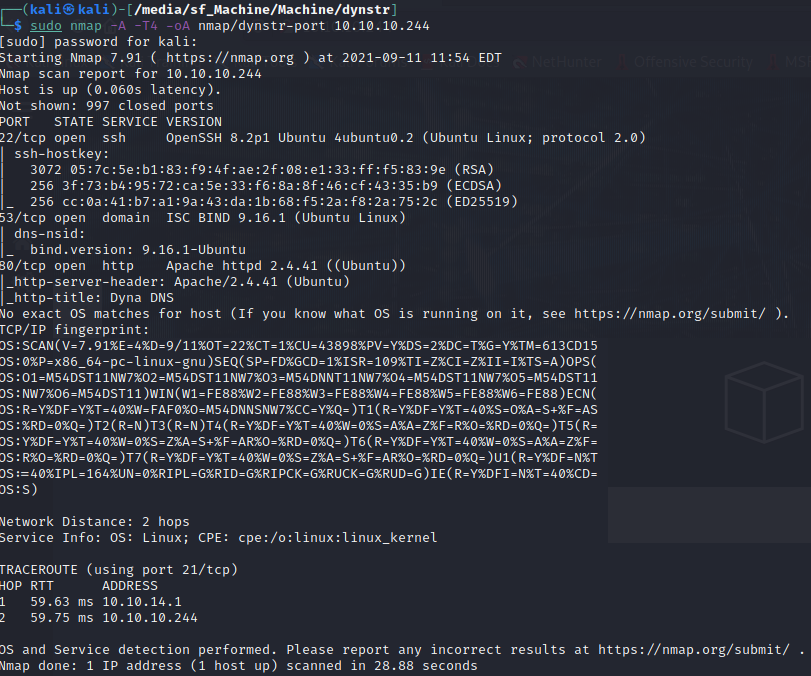 ┌──(kali㉿kali)-[/media/sf_Machine/Machine/dynstr]
└─$ sudo nmap -A -T4 -oA nmap/dynstr-port 10.10.10.244
[sudo] password for kali:
Starting Nmap 7.91 ( https://nmap.org ) at 2021-09-11 11:54 EDT
Nmap scan report for 10.10.10.244
Host is up (0.060s latency).
Not shown: 997 closed ports
PORT   STATE SERVICE VERSION
22/tcp open  ssh     OpenSSH 8.2p1 Ubuntu 4ubuntu0.2 (Ubuntu Linux; protocol 2.0)
| ssh-hostkey:
|   3072 05:7c:5e:b1:83:f9:4f:ae:2f:08:e1:33:ff:f5:83:9e (RSA)
|   256 3f:73:b4:95:72:ca:5e:33:f6:8a:8f:46:cf:43:35:b9 (ECDSA)
|_  256 cc:0a:41:b7:a1:9a:43:da:1b:68:f5:2a:f8:2a:75:2c (ED25519)
53/tcp open  domain  ISC BIND 9.16.1 (Ubuntu Linux)
| dns-nsid:
|_  bind.version: 9.16.1-Ubuntu
80/tcp open  http    Apache httpd 2.4.41 ((Ubuntu))
|_http-server-header: Apache/2.4.41 (Ubuntu)
|_http-title: Dyna DNS
No exact OS matches for host (If you know what OS is running on it, see https://nmap.org/submit/ ).
TCP/IP fingerprint:
OS:SCAN(V=7.91%E=4%D=9/11%OT=22%CT=1%CU=43898%PV=Y%DS=2%DC=T%G=Y%TM=613CD15
OS:0%P=x86_64-pc-linux-gnu)SEQ(SP=FD%GCD=1%ISR=109%TI=Z%CI=Z%II=I%TS=A)OPS(
OS:O1=M54DST11NW7%O2=M54DST11NW7%O3=M54DNNT11NW7%O4=M54DST11NW7%O5=M54DST11
OS:NW7%O6=M54DST11)WIN(W1=FE88%W2=FE88%W3=FE88%W4=FE88%W5=FE88%W6=FE88)ECN(
OS:R=Y%DF=Y%T=40%W=FAF0%O=M54DNNSNW7%CC=Y%Q=)T1(R=Y%DF=Y%T=40%S=O%A=S+%F=AS
OS:%RD=0%Q=)T2(R=N)T3(R=N)T4(R=Y%DF=Y%T=40%W=0%S=A%A=Z%F=R%O=%RD=0%Q=)T5(R=
OS:Y%DF=Y%T=40%W=0%S=Z%A=S+%F=AR%O=%RD=0%Q=)T6(R=Y%DF=Y%T=40%W=0%S=A%A=Z%F=
OS:R%O=%RD=0%Q=)T7(R=Y%DF=Y%T=40%W=0%S=Z%A=S+%F=AR%O=%RD=0%Q=)U1(R=Y%DF=N%T
OS:=40%IPL=164%UN=0%RIPL=G%RID=G%RIPCK=G%RUCK=G%RUD=G)IE(R=Y%DFI=N%T=40%CD=
OS:S)
Network Distance: 2 hops
Service Info: OS: Linux; CPE: cpe:/o:linux:linux_kernel
TRACEROUTE (using port 21/tcp)
HOP RTT      ADDRESS
1   59.63 ms 10.10.14.1
2   59.75 ms 10.10.10.244
OS and Service detection performed. Please report any incorrect results at https://nmap.org/submit/ .
Nmap done: 1 IP address (1 host up) scanned in 28.88 seconds
NetHunter
Offensive Security